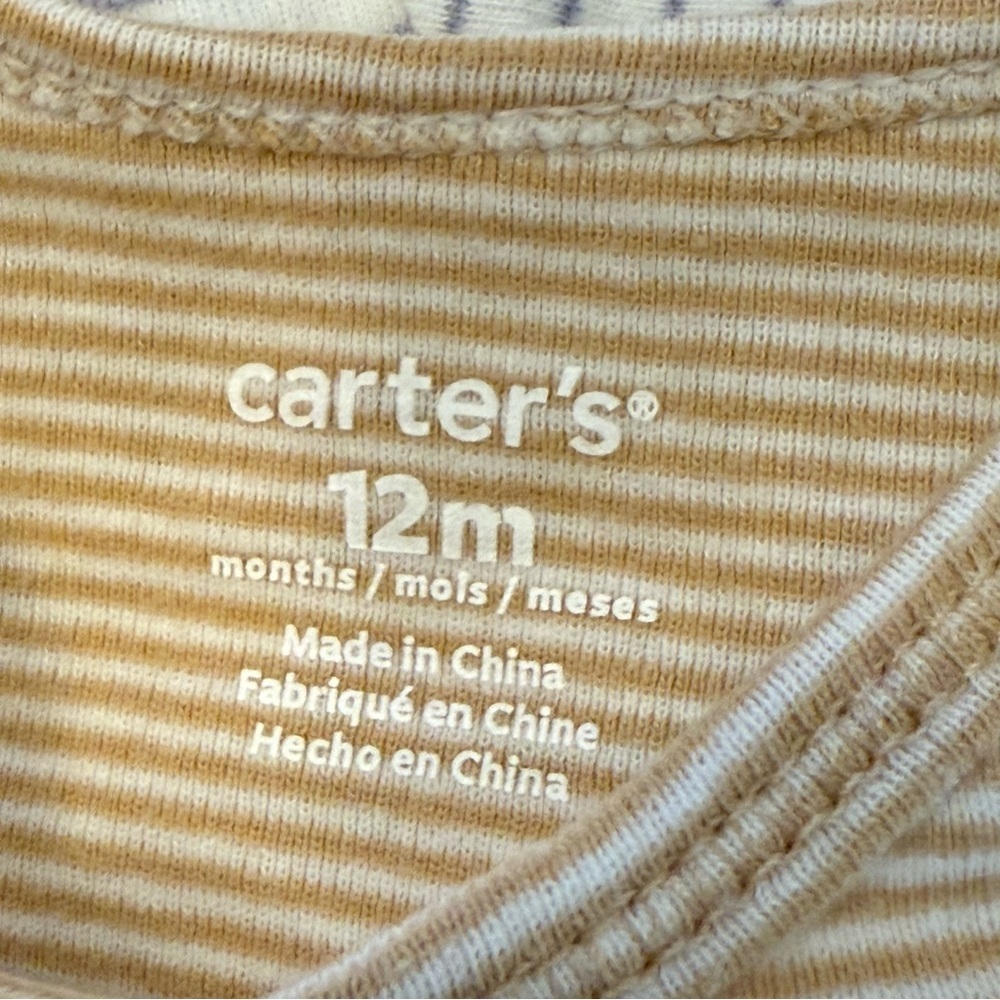 carter's®
12m
months / mois / meses
Made in China
Fabriqué en Chine
Hecho en China